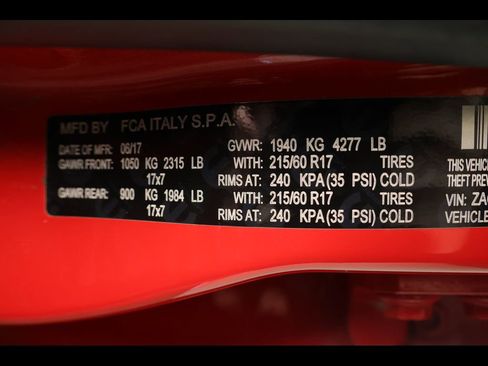 MFD BY FCA ITALY S.P.A.
DATE OF MFR: 06/17 GVWR: 1940 KG 4277 LB
GAWR FRONT: 1050 KG 2315 LB WITH: 215/60 R17 TIRES THIS VEHICL
17x7 RIMS AT: 240 KPA(35 PSI) COLD THEFT PREV
GAWR REAR: 900 KG 1984 LB WITH: 215/60 R17 TIRES VIN: ZA
17x7 RIMS AT: 240 KPA(35 PSI) COLD VEHICLE